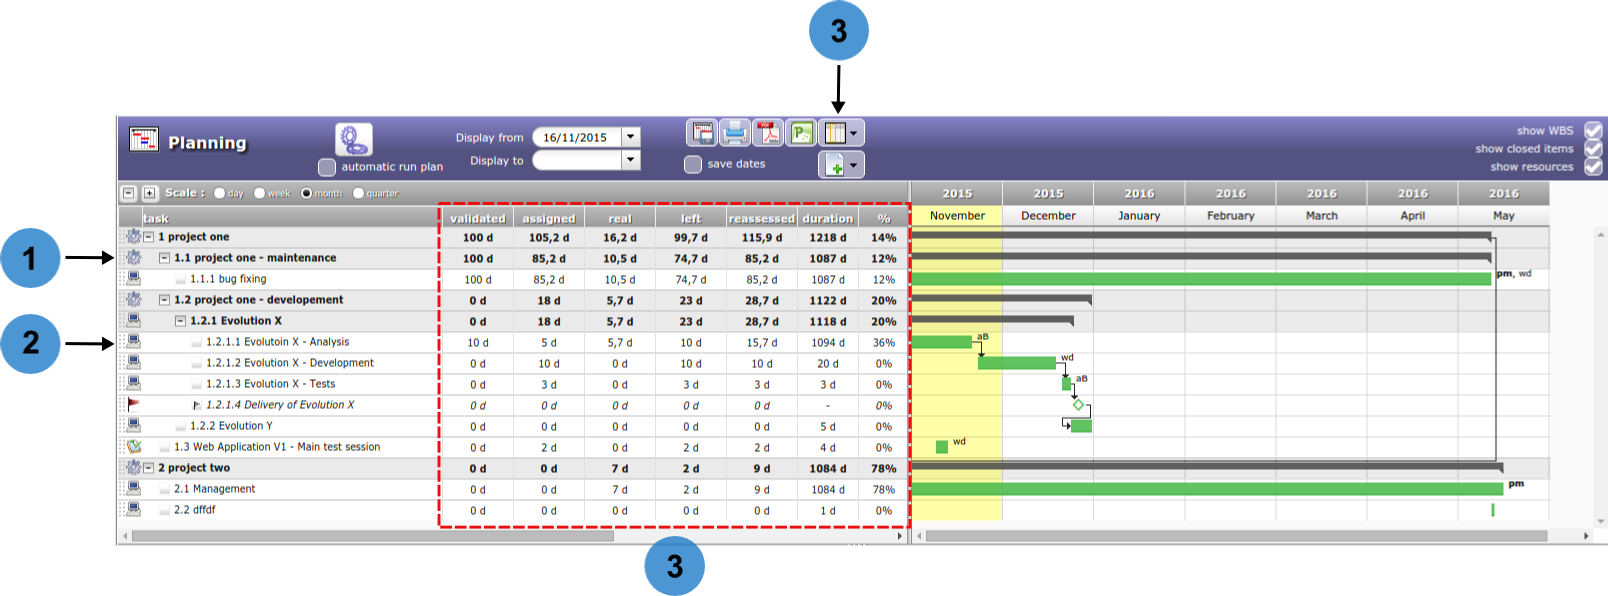 3
Planning
automatic run plan
Display from 16/11/2015
Display to
PDF
P
save dates
show WBS
show closed items
show resources
Scale : day week month quarter
2015 2015 2016 2016 2016 2016 2016
November December January February March April May
task validated assigned real left reassessed duration %
1 project one 100 d 105,2 d 16,2 d 99,7 d 115,9 d 1218 d 14%
1
1.1 project one - maintenance 100 d 85,2 d 10,5 d 74,7 d 85,2 d 1087 d 12%
1.1.1 bug fixing 100 d 85,2 d 10,5 d 74,7 d 85,2 d 1087 d 12% pm, wd
1.2 project one - developement 0 d 18 d 5,7 d 23 d 28,7 d 1122 d 20%
1.2.1 Evolution X 0 d 18 d 5,7 d 23 d 28,7 d 1118 d 20%
2
1.2.1.1 Evolutoin X - Analysis 10 d 5 d 5,7 d 10 d 15,7 d 1094 d 36% aB
1.2.1.2 Evolution X - Development 0 d 10 d 0 d 10 d 10 d 20 d 0% wd
1.2.1.3 Evolution X - Tests 0 d 3 d 0 d 3 d 3 d 3 d 0% aB
1.2.1.4 Delivery of Evolution X 0 d 0 d 0 d 0 d 0 d - 0%
1.2.2 Evolution Y 0 d 0 d 0 d 0 d 0 d 5 d 0%
1.3 Web Application V1 - Main test session 0 d 2 d 0 d 2 d 2 d 4 d 0% wd
2 project two 0 d 0 d 7 d 2 d 9 d 1084 d 78%
2.1 Management 0 d 0 d 7 d 2 d 9 d 1084 d 78% pm
2.2 dffdf 0 d 0 d 0 d 0 d 0 d 1 d 0%
3